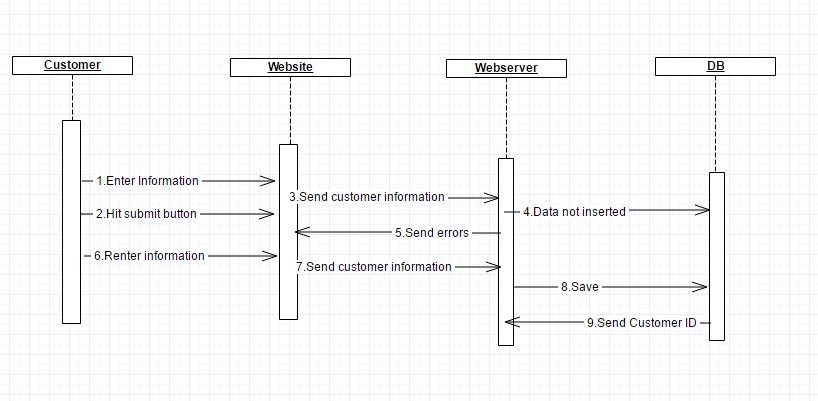 Customer
Website
Webserver
DB
1.Enter Information
3.Send customer information
2.Hit submit button
4.Data not inserted
5.Send errors
6.Renter information
7.Send customer information
8.Save
9.Send Customer ID